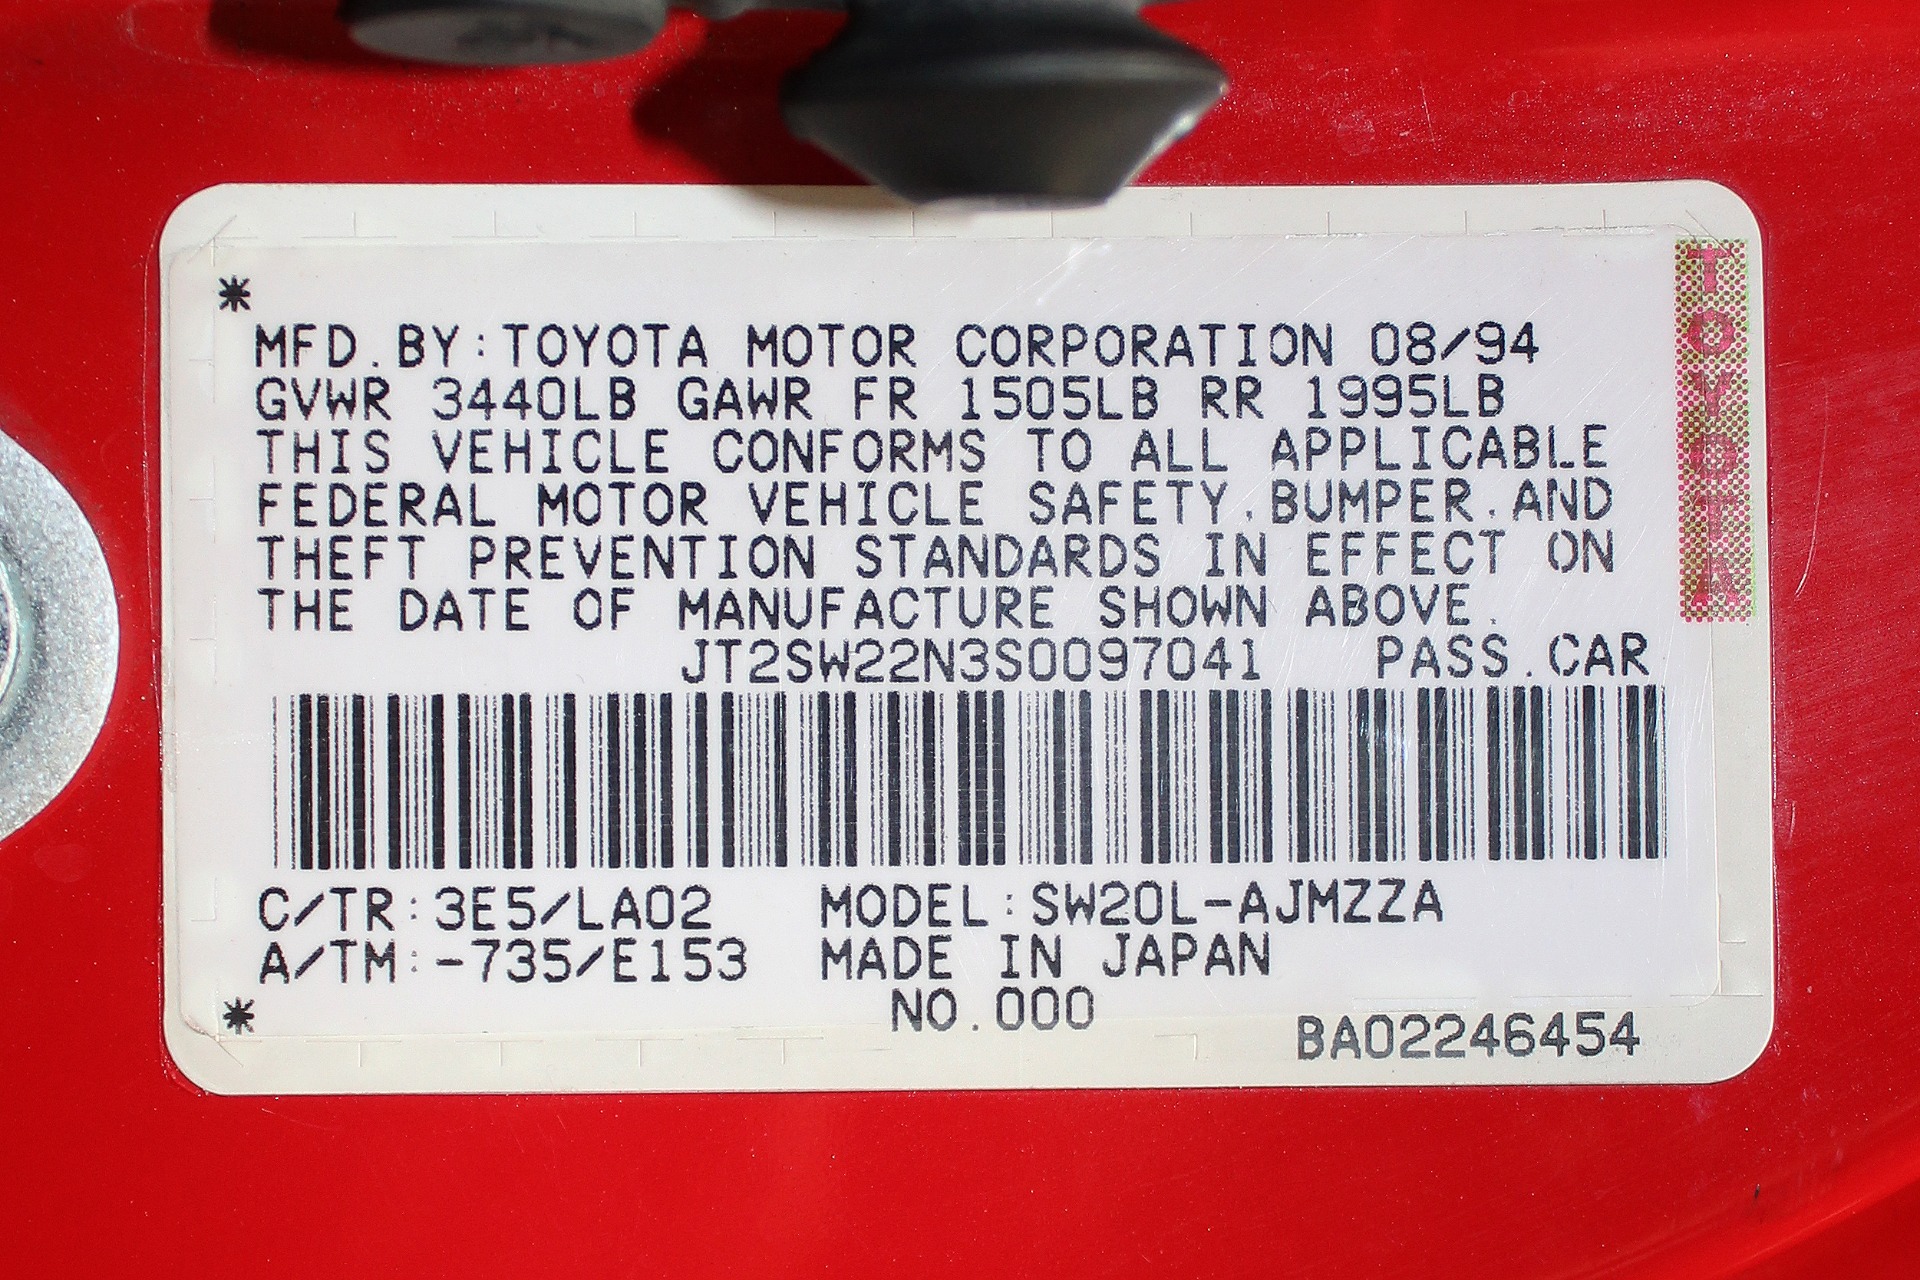 *
MFD.BY:TOYOTA MOTOR CORPORATION 08/94
GVWR 3440LB GAWR FR 1505LB RR 1995LB
THIS VEHICLE CONFORMS TO ALL APPLICABLE
FEDERAL MOTOR VEHICLE SAFETY,BUMPER,AND
THEFT PREVENTION STANDARDS IN EFFECT ON
THE DATE OF MANUFACTURE SHOWN ABOVE.
JT2SW22N3S0097041 PASS.CAR
C/TR:3E5/LA02 MODEL:SW20L-AJMZZA
A/TM:-735/E153 MADE IN JAPAN
* NO.000
BA02246454
TOYOTA